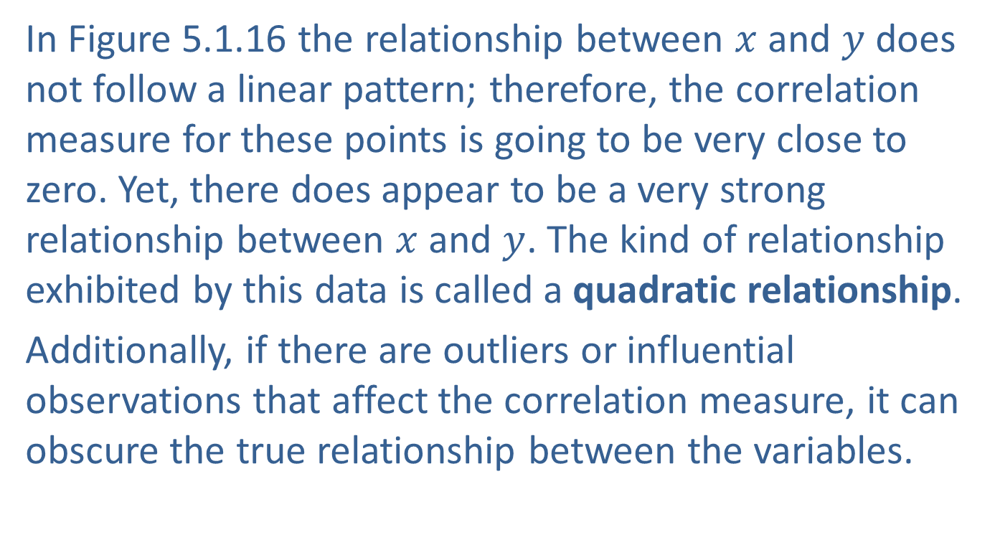 In Figure 5.1.16 the relationship between 𝑥 and 𝑦 does
not follow a linear pattern; therefore, the correlation
measure for these points is going to be very close to
zero. Yet, there does appear to be a very strong
relationship between 𝑥 and 𝑦. The kind of relationship
exhibited by this data is called a quadratic relationship.
Additionally, if there are outliers or influential
observations that affect the correlation measure, it can
obscure the true relationship between the variables.